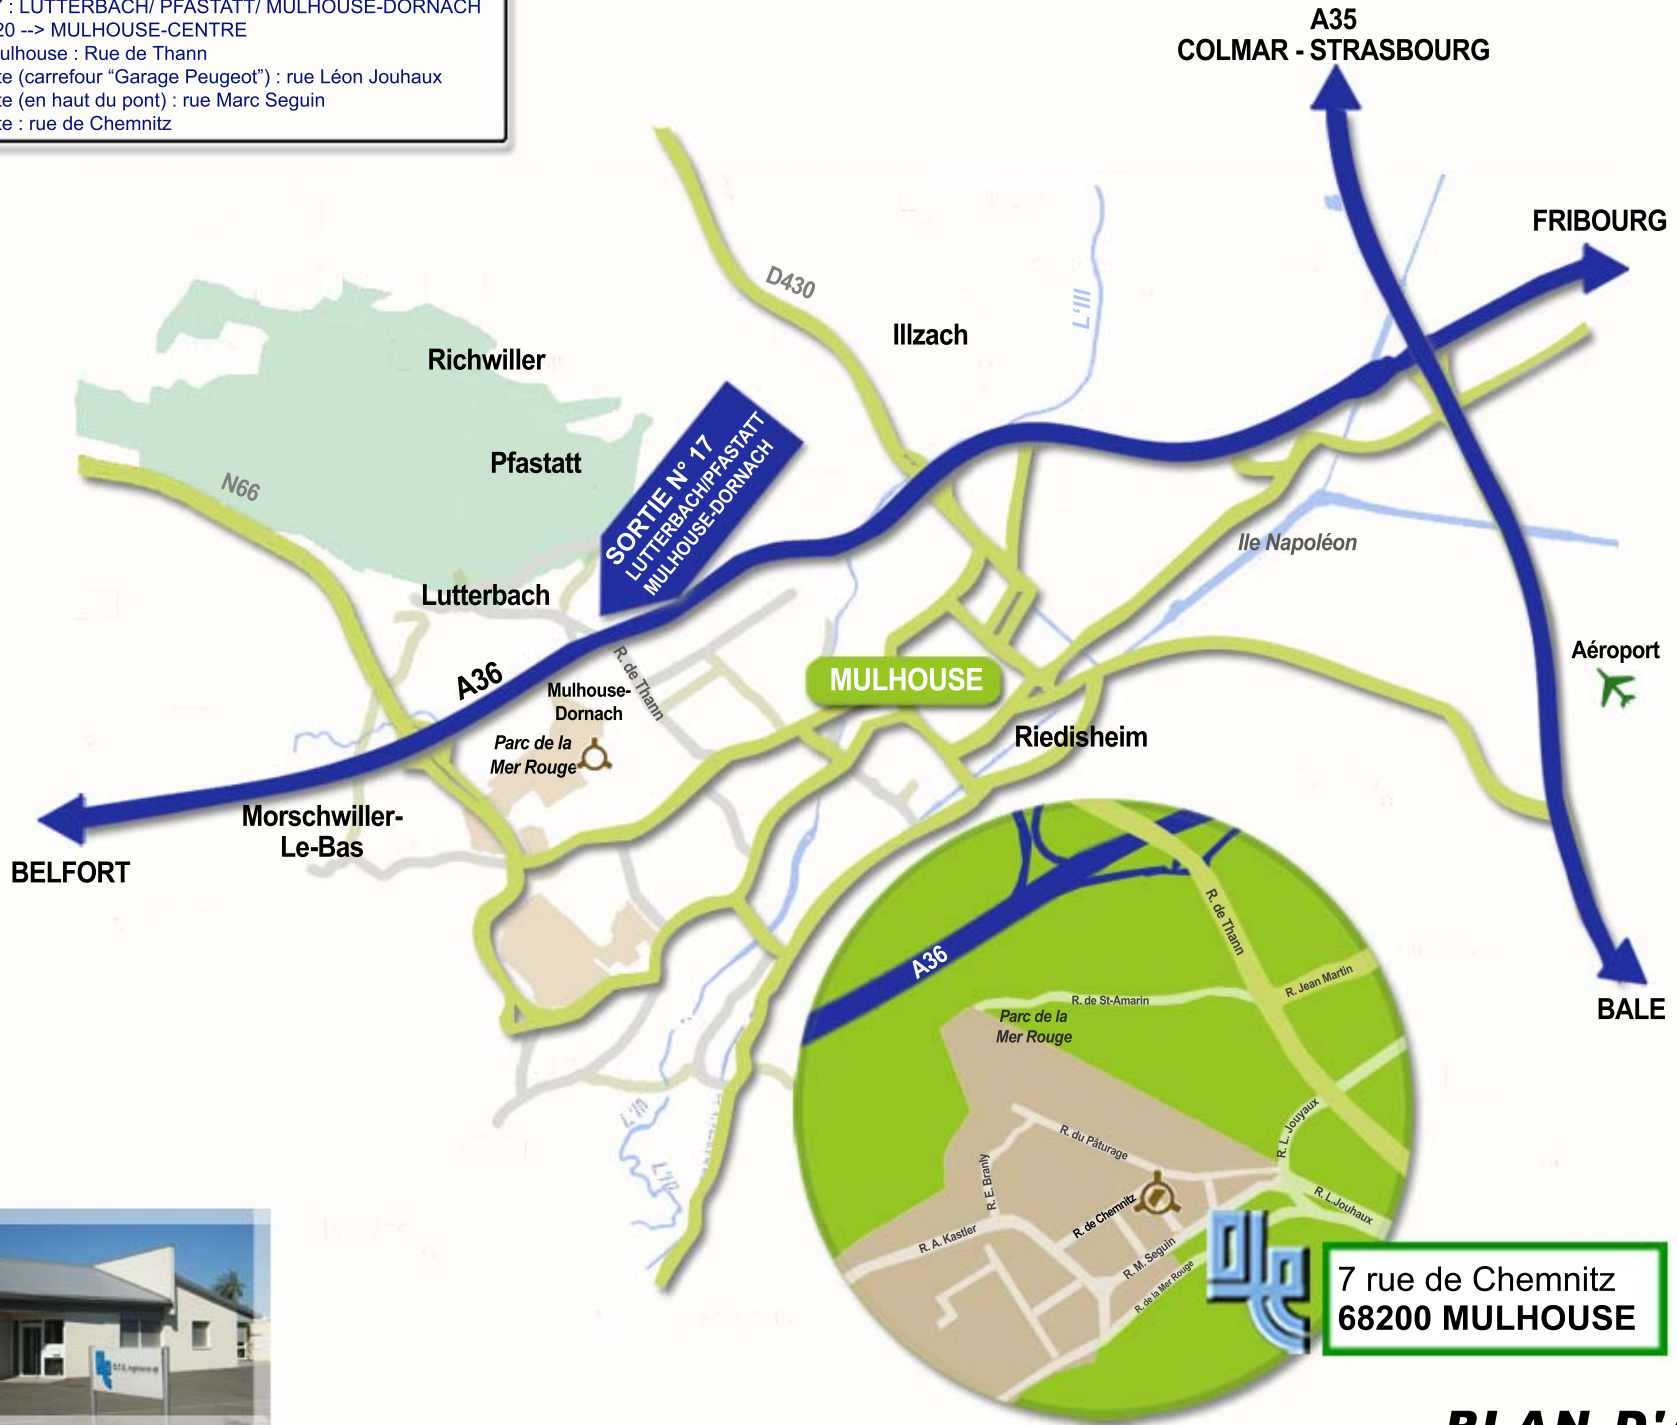 : LUTTERBACH/ PFASTATT/ MULHOUSE-DORNACH
20 --> MULHOUSE-CENTRE
ulhouse : Rue de Thann
te (carrefour “Garage Peugeot”) : rue Léon Jouhaux
te (en haut du pont) : rue Marc Seguin
te : rue de Chemnitz
A35
COLMAR - STRASBOURG
FRIBOURG
D430
L'Ill
Illzach
Richwiller
Pfastatt
N66
SORTIE N° 17
LUTTERBACH/PFASTATT
MULHOUSE-DORNACH
Ile Napoléon
Lutterbach
A36
R. de Thann
Mulhouse-
Dornach
Parc de la
Mer Rouge
MULHOUSE
Riedisheim
Aéroport
Morschwiller-
Le-Bas
BELFORT
BALE
L'Ill
L'Ill
A36
R. de Thann
R. Jean Martin
R. de St-Amarin
Parc de la
Mer Rouge
R. L. Jouyaux
R. du Pâturage
R. E. Branly
R. de Chemnitz
R. L.Jouhaux
R. A. Kastler
R. M. Seguin
R. de la Mer Rouge
7 rue de Chemnitz
68200 MULHOUSE
PLAN D'